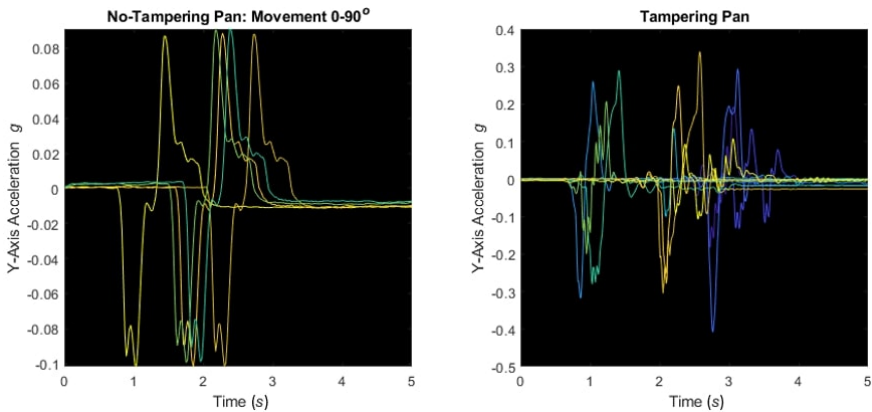 No-Tampering Pan: Movement 0-90°
0.08
0.06
0.04
0.02
0
-0.02
-0.04
-0.06
-0.08
-0.1
Y-Axis Acceleration g
0 1 2 3 4 5
Time (s)
Tampering Pan
0.4
0.3
0.2
0.1
0
-0.1
-0.2
-0.3
-0.4
-0.5
Y-Axis Acceleration g
0 1 2 3 4 5
Time (s)